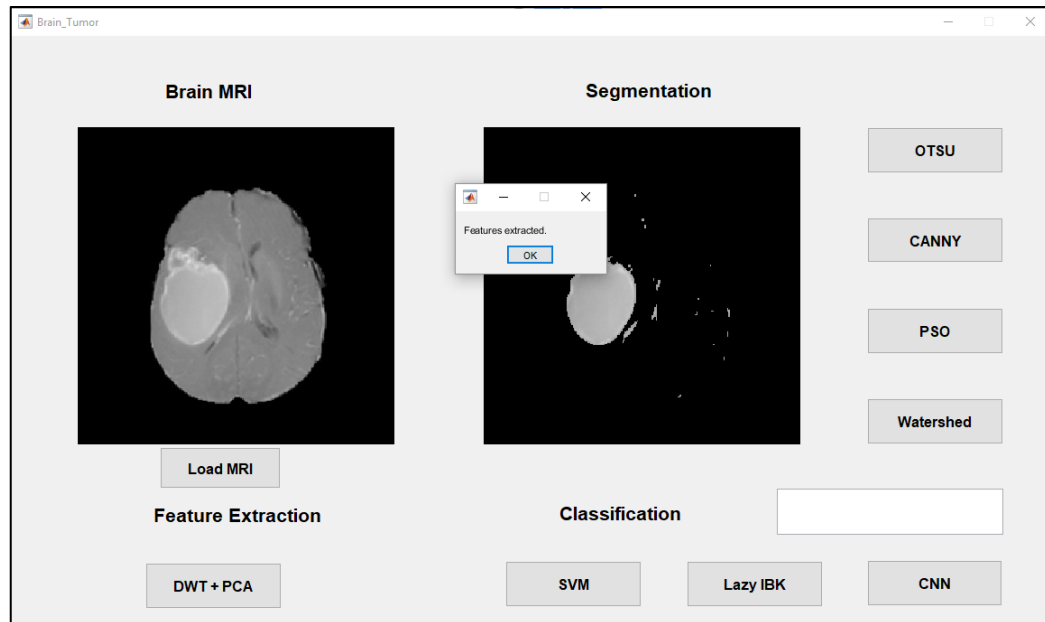 Brain_Tumor
Brain MRI
Segmentation
OTSU
Features extracted.
OK
CANNY
PSO
Watershed
Load MRI
Feature Extraction
Classification
DWT + PCA
SVM
Lazy IBK
CNN